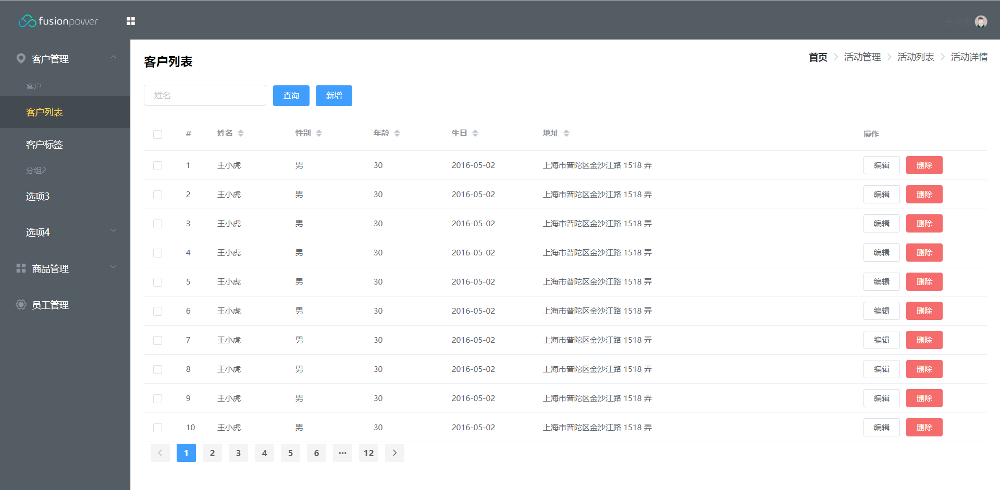 fusionpower
王小虎
客户管理
客户
客户列表
客户标签
分组2
选项3
选项4
商品管理
员工管理
客户列表
首页 > 活动管理 > 活动列表 > 活动详情
姓名 查询 新增
# 姓名 性别 年龄 生日 地址 操作
1 王小虎 男 30 2016-05-02 上海市普陀区金沙江路 1518 弄 编辑 删除
2 王小虎 男 30 2016-05-02 上海市普陀区金沙江路 1518 弄 编辑 删除
3 王小虎 男 30 2016-05-02 上海市普陀区金沙江路 1518 弄 编辑 删除
4 王小虎 男 30 2016-05-02 上海市普陀区金沙江路 1518 弄 编辑 删除
5 王小虎 男 30 2016-05-02 上海市普陀区金沙江路 1518 弄 编辑 删除
6 王小虎 男 30 2016-05-02 上海市普陀区金沙江路 1518 弄 编辑 删除
7 王小虎 男 30 2016-05-02 上海市普陀区金沙江路 1518 弄 编辑 删除
8 王小虎 男 30 2016-05-02 上海市普陀区金沙江路 1518 弄 编辑 删除
9 王小虎 男 30 2016-05-02 上海市普陀区金沙江路 1518 弄 编辑 删除
10 王小虎 男 30 2016-05-02 上海市普陀区金沙江路 1518 弄 编辑 删除
< 1 2 3 4 5 6 ••• 12 >